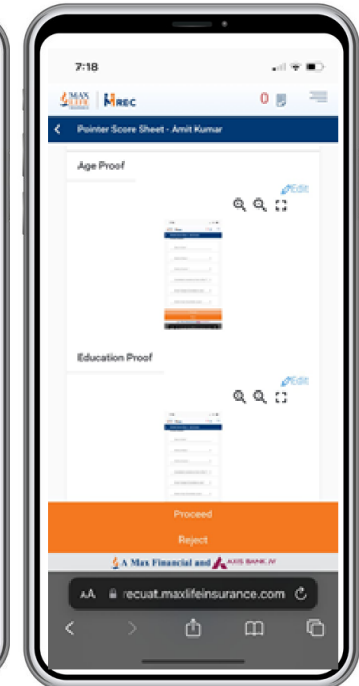 7:18
MAX LIFE INSURANCE MREC 0
Pointer Score Sheet - Amit Kumar
Age Proof
Edit
Education Proof
Edit
Proceed
Reject
A Max Financial and AXIS BANK JV
AA recuat.maxlifeinsurance.com